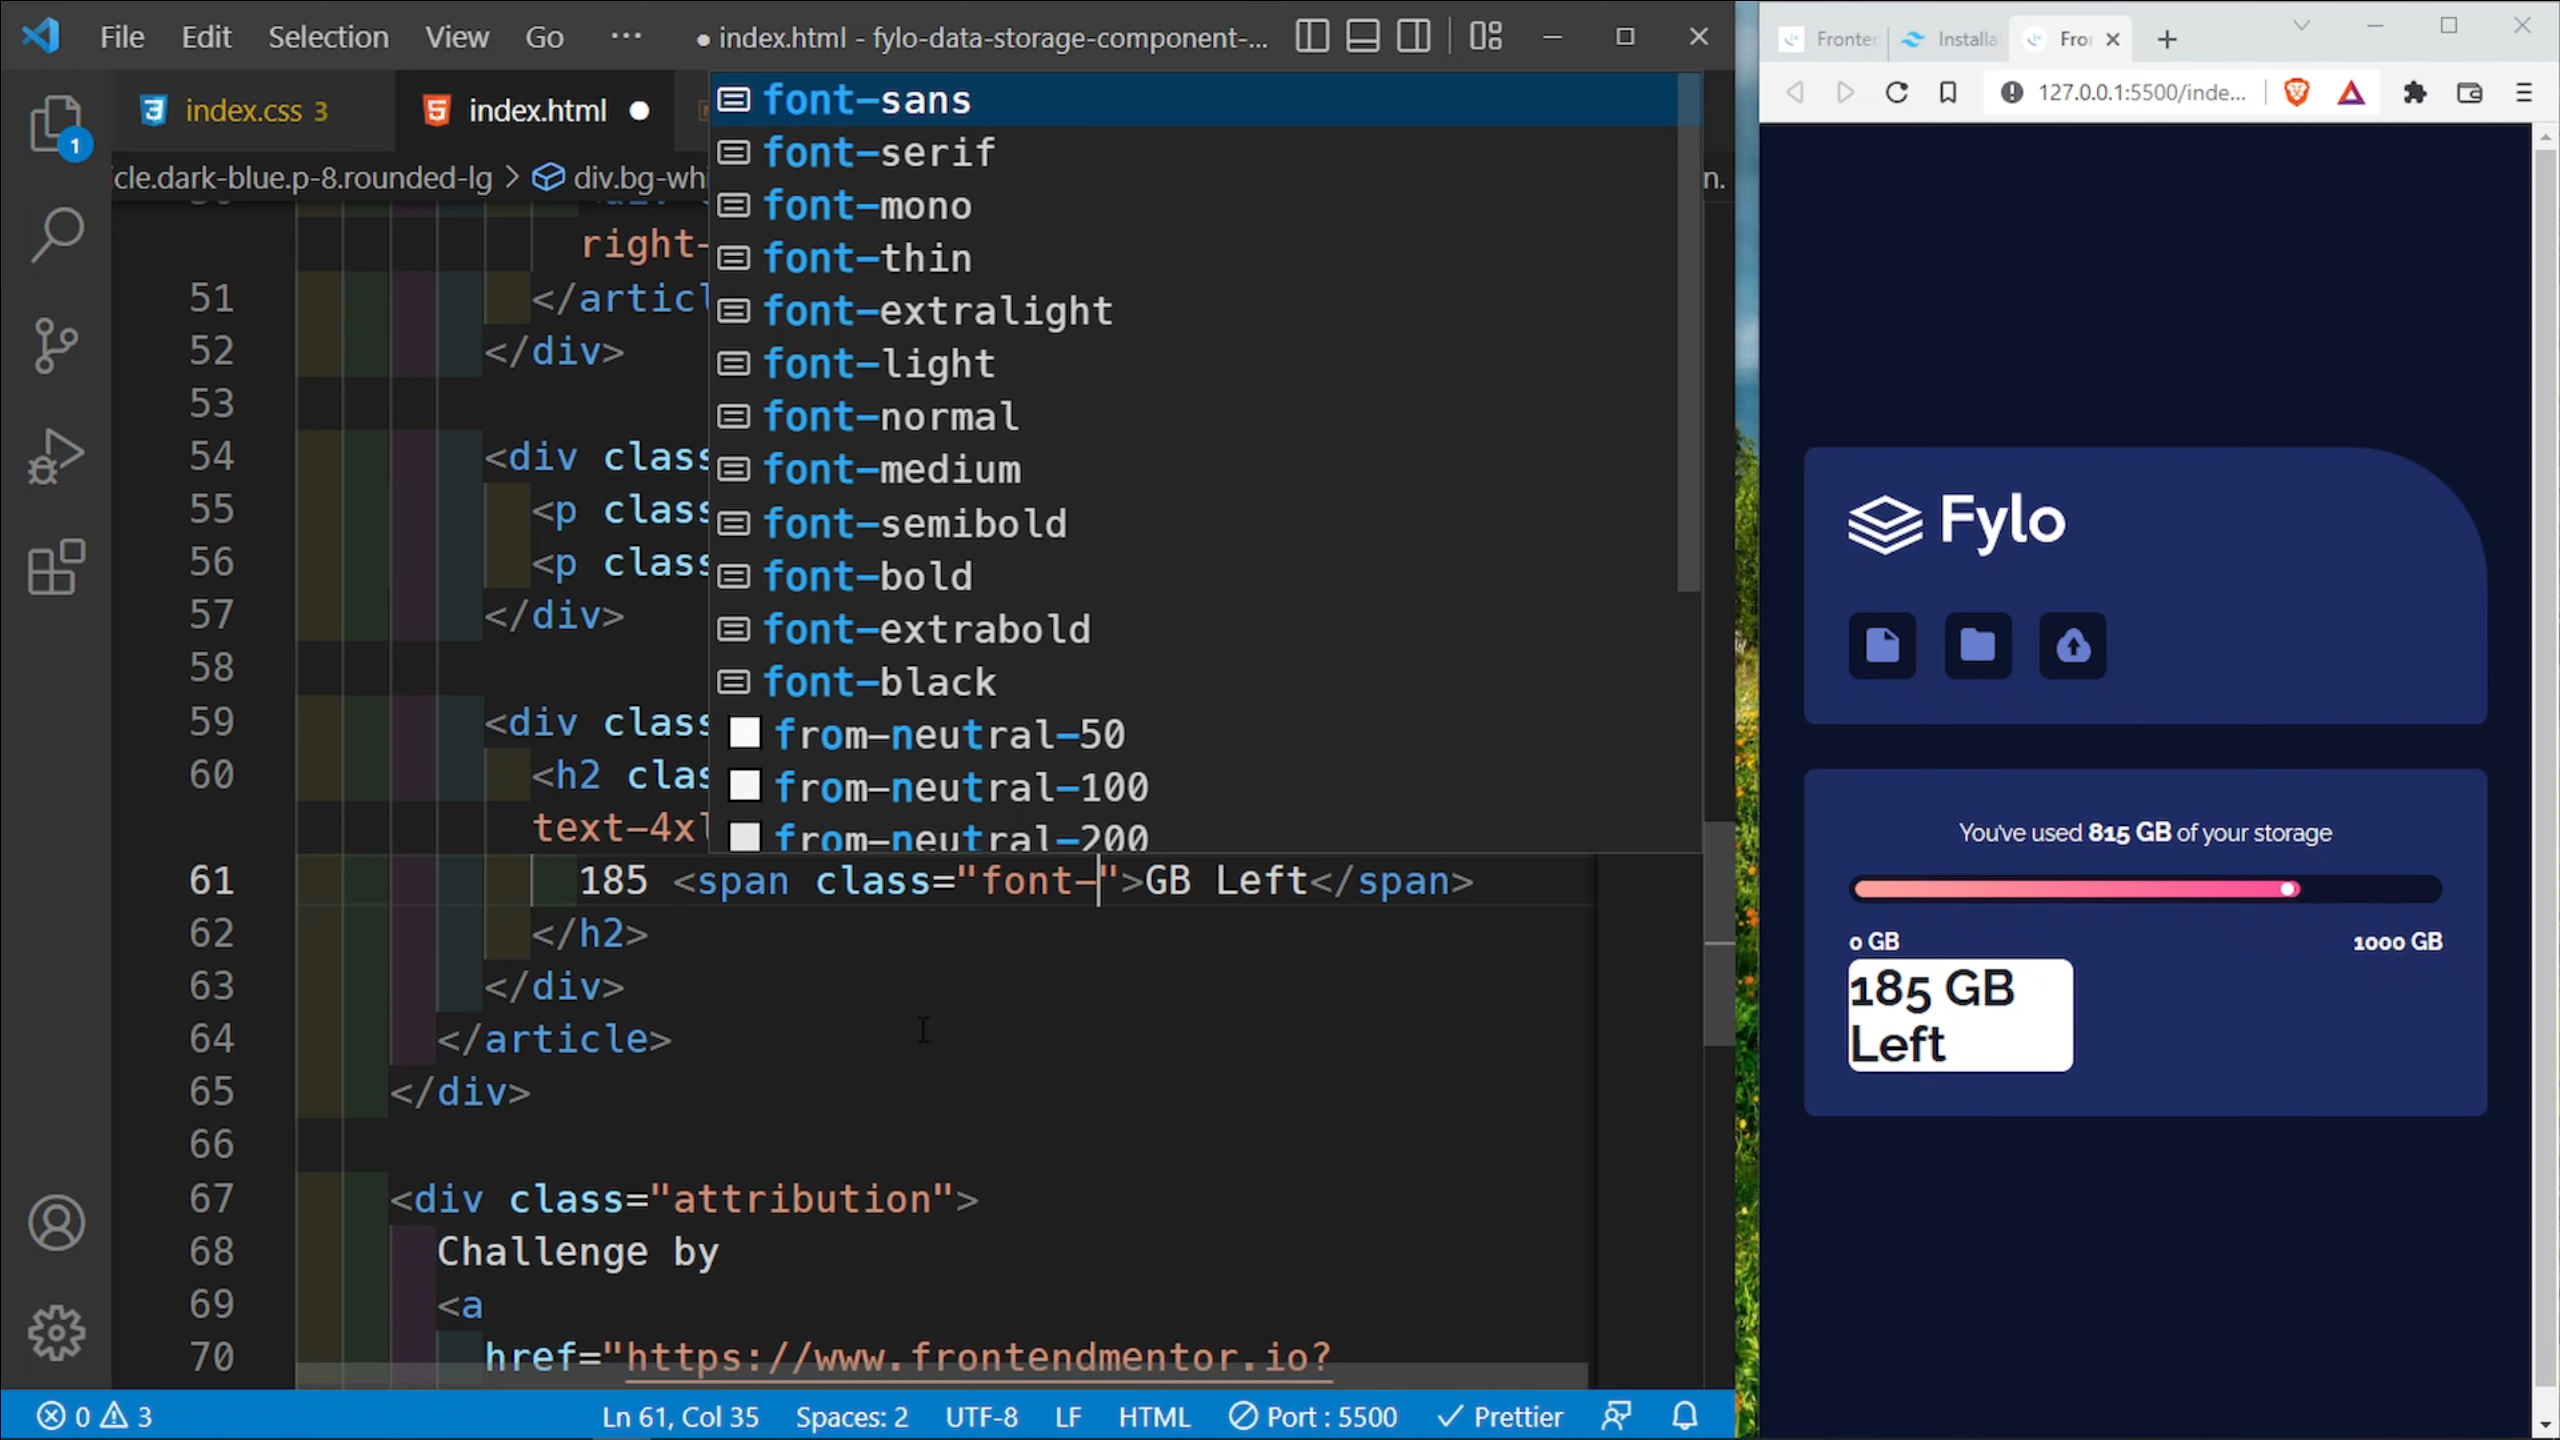 File Edit Selection View Go ··· ● index.html - fylo-data-storage-component-...
index.css 3
index.html
cle.dark-blue.p-8.rounded-lg > div.bg-whi
n.
1
right-
51 </articl
52 </div>
53
54 <div class
55 <p class
56 <p class
57 </div>
58
59 <div class
60 <h2 clas
text-4xl
61 185 <span class="font-">GB Left</span>
62 </h2>
63 </div>
64 </article>
65 </div>
66
67 <div class="attribution">
68 Challenge by
69 <a
70 href="https://www.frontendmentor.io?
font-sans
font-serif
font-mono
font-thin
font-extralight
font-light
font-normal
font-medium
font-semibold
font-bold
font-extrabold
font-black
from-neutral-50
from-neutral-100
from-neutral-200
0 3
Ln 61, Col 35 Spaces: 2 UTF-8 LF HTML Port : 5500 Prettier
Fronten Installa Fro
127.0.0.1:5500/inde...
Fylo
You've used 815 GB of your storage
0 GB 1000 GB
185 GB
Left